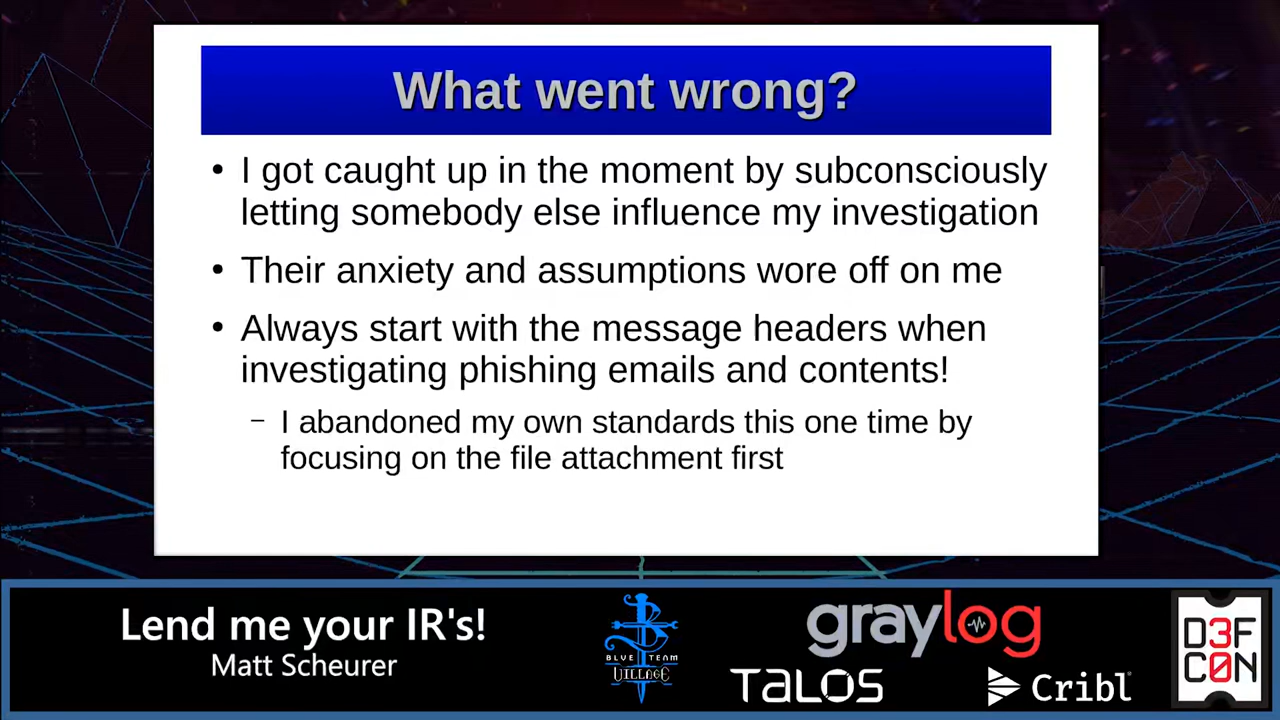 What went wrong?
• I got caught up in the moment by subconsciously
letting somebody else influence my investigation
• Their anxiety and assumptions wore off on me
• Always start with the message headers when
investigating phishing emails and contents!
– I abandoned my own standards this one time by
focusing on the file attachment first
Lend me your IR's!
Matt Scheurer
BLUE TEAM
VILLAGE
graylog
TALOS
Cribl
D3F
C0N